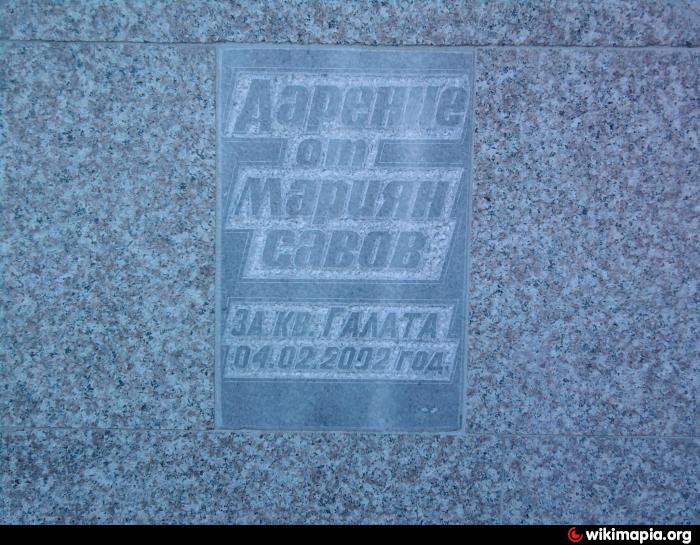 Дарение
от
Мариян
Савов
ЗА КВ. ГАЛАТА
04.02.2002 год.
wikimapia.org